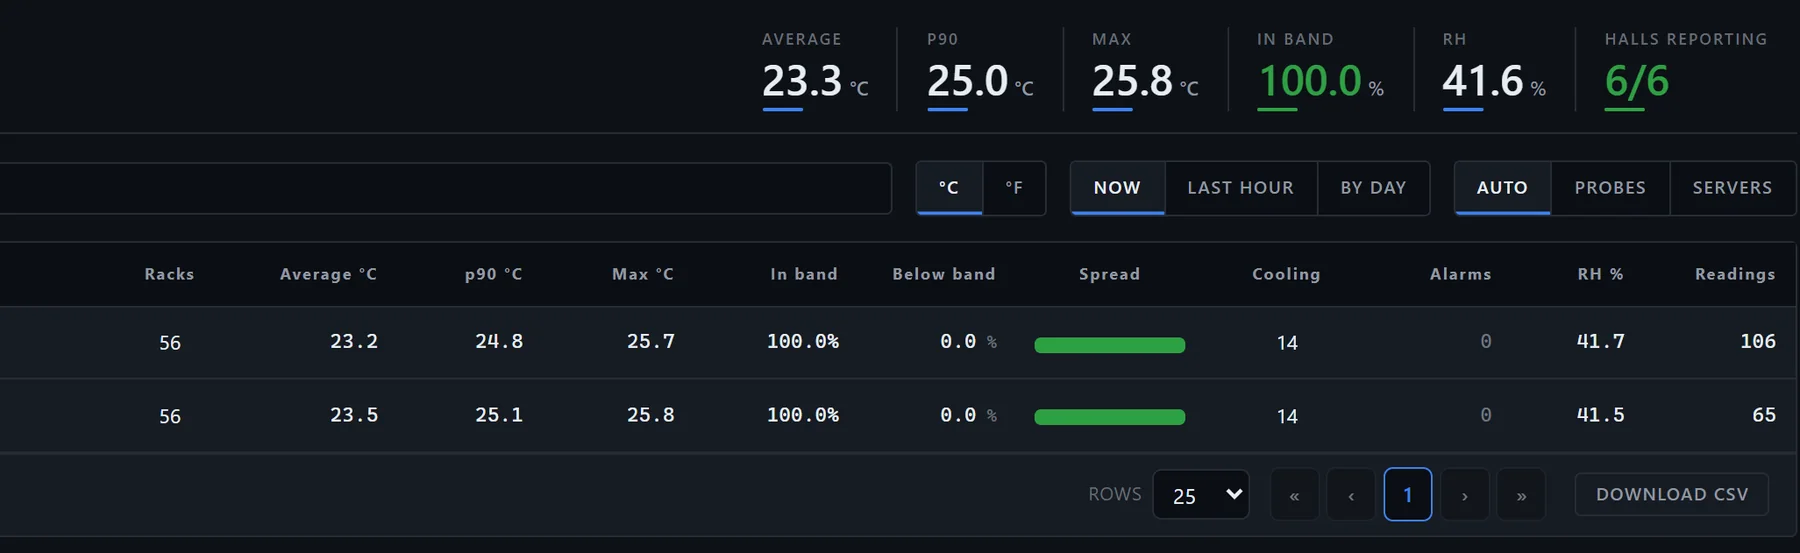 AVERAGE P90 MAX IN BAND RH HALLS REPORTING
23.3 °C 25.0 °C 25.8 °C 100.0 % 41.6 % 6/6
°C °F NOW LAST HOUR BY DAY AUTO PROBES SERVERS
Racks Average °C p90 °C Max °C In band Below band Spread Cooling Alarms RH % Readings
56 23.2 24.8 25.7 100.0% 0.0 % 14 0 41.7 106
56 23.5 25.1 25.8 100.0% 0.0 % 14 0 41.5 65
ROWS 25 « ‹ 1 › » DOWNLOAD CSV